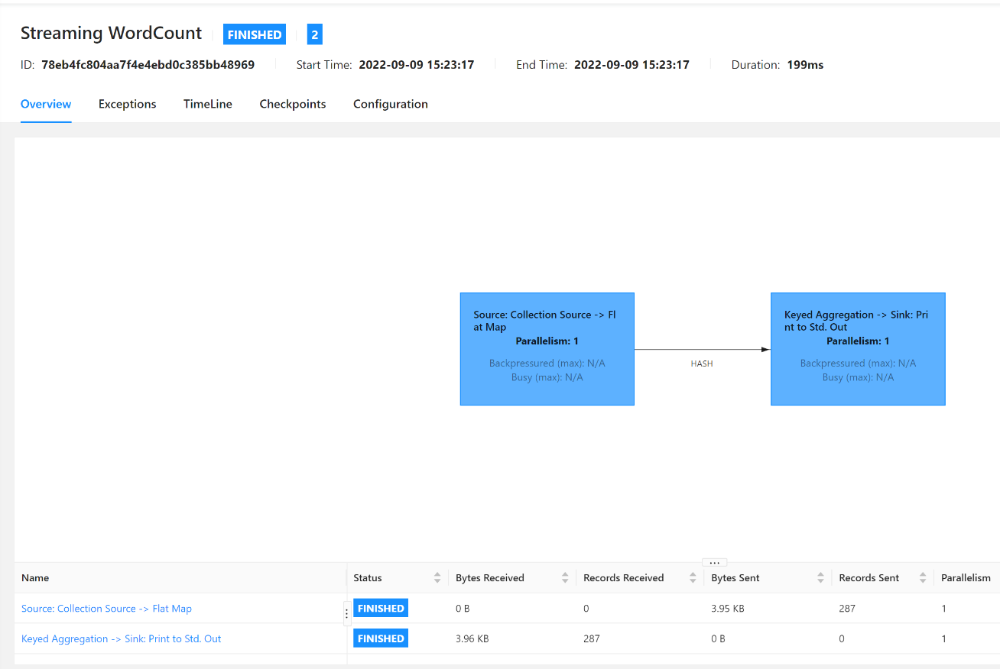 Streaming WordCount FINISHED 2
ID: 78eb4fc804aa7f4e4ebd0c385bb48969 Start Time: 2022-09-09 15:23:17 End Time: 2022-09-09 15:23:17 Duration: 199ms
Overview Exceptions TimeLine Checkpoints Configuration
Source: Collection Source -> Fl
at Map
Parallelism: 1
Backpressured (max): N/A
Busy (max): N/A
HASH
Keyed Aggregation -> Sink: Pri
nt to Std. Out
Parallelism: 1
Backpressured (max): N/A
Busy (max): N/A
Name Status Bytes Received Records Received Bytes Sent Records Sent Parallelism
Source: Collection Source -> Flat Map FINISHED 0 B 0 3.95 KB 287 1
Keyed Aggregation -> Sink: Print to Std. Out FINISHED 3.96 KB 287 0 B 0 1